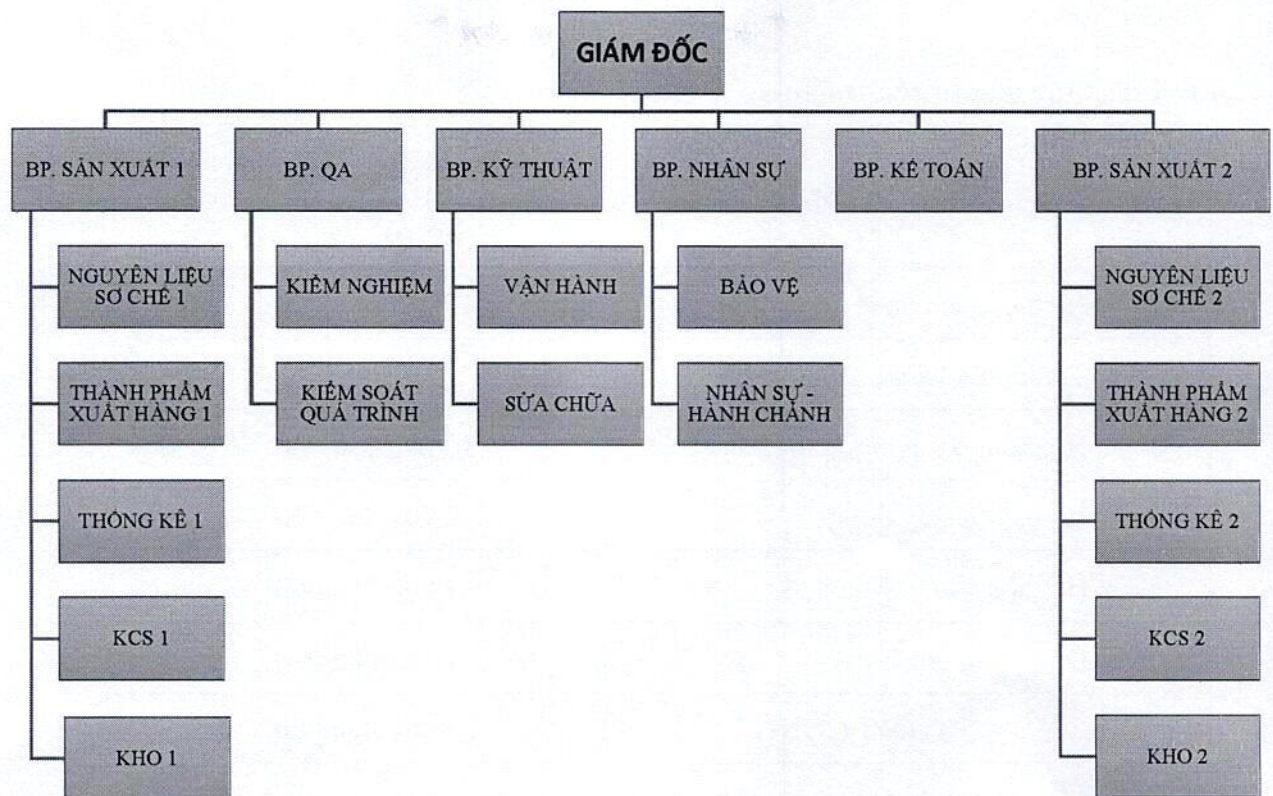 GIÁM ĐỐC
BP. SẢN XUẤT 1
BP. QA
BP. KỸ THUẬT
BP. NHÂN SỰ
BP. KẾ TOÁN
BP. SẢN XUẤT 2
NGUYÊN LIỆU
SƠ CHẾ 1
THÀNH PHẨM
XUẤT HÀNG 1
THỐNG KÊ 1
KCS 1
KHO 1
KIỂM NGHIỆM
KIỂM SOÁT
QUÁ TRÌNH
VẬN HÀNH
SỬA CHỮA
BẢO VỆ
NHÂN SỰ -
HÀNH CHÁNH
NGUYÊN LIỆU
SƠ CHẾ 2
THÀNH PHẨM
XUẤT HÀNG 2
THỐNG KÊ 2
KCS 2
KHO 2